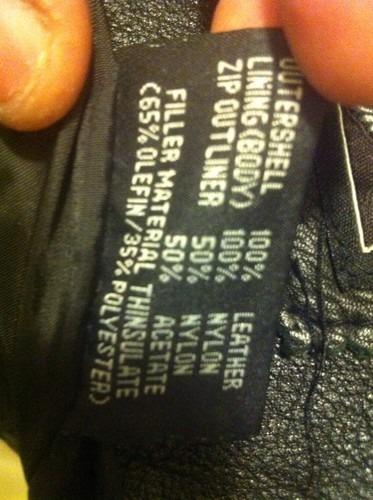 OUTERSHELL 100% LEATHER
LINING (BODY) 100% NYLON
ZIP OUTLINER 50% NYLON
50% ACETATE
FILLER MATERIAL THINSULATE
(65% OLEFIN/35% POLYESTER)